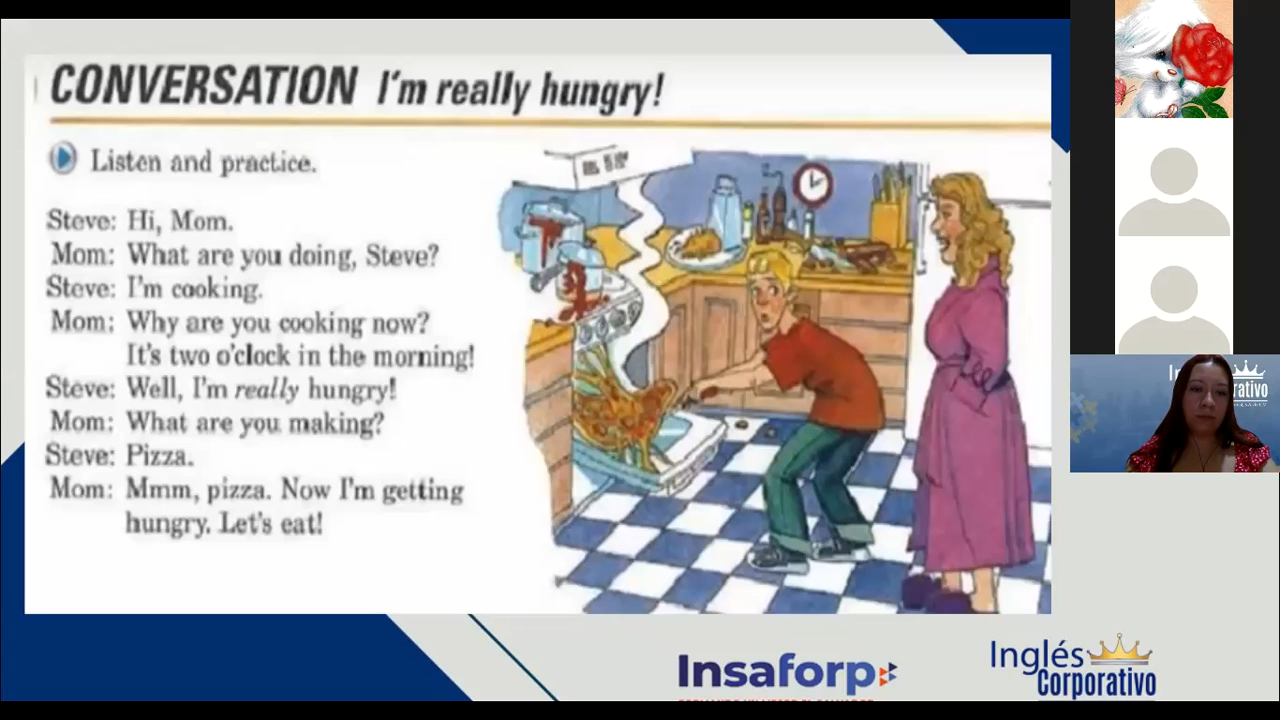 CONVERSATION I'm really hungry!
Listen and practice.
Steve: Hi, Mom.
Mom: What are you doing, Steve?
Steve: I'm cooking.
Mom: Why are you cooking now?
It's two o'clock in the morning!
Steve: Well, I'm really hungry!
Mom: What are you making?
Steve: Pizza.
Mom: Mmm, pizza. Now I'm getting
hungry. Let's eat!
Insaforp
Inglés
Corporativo